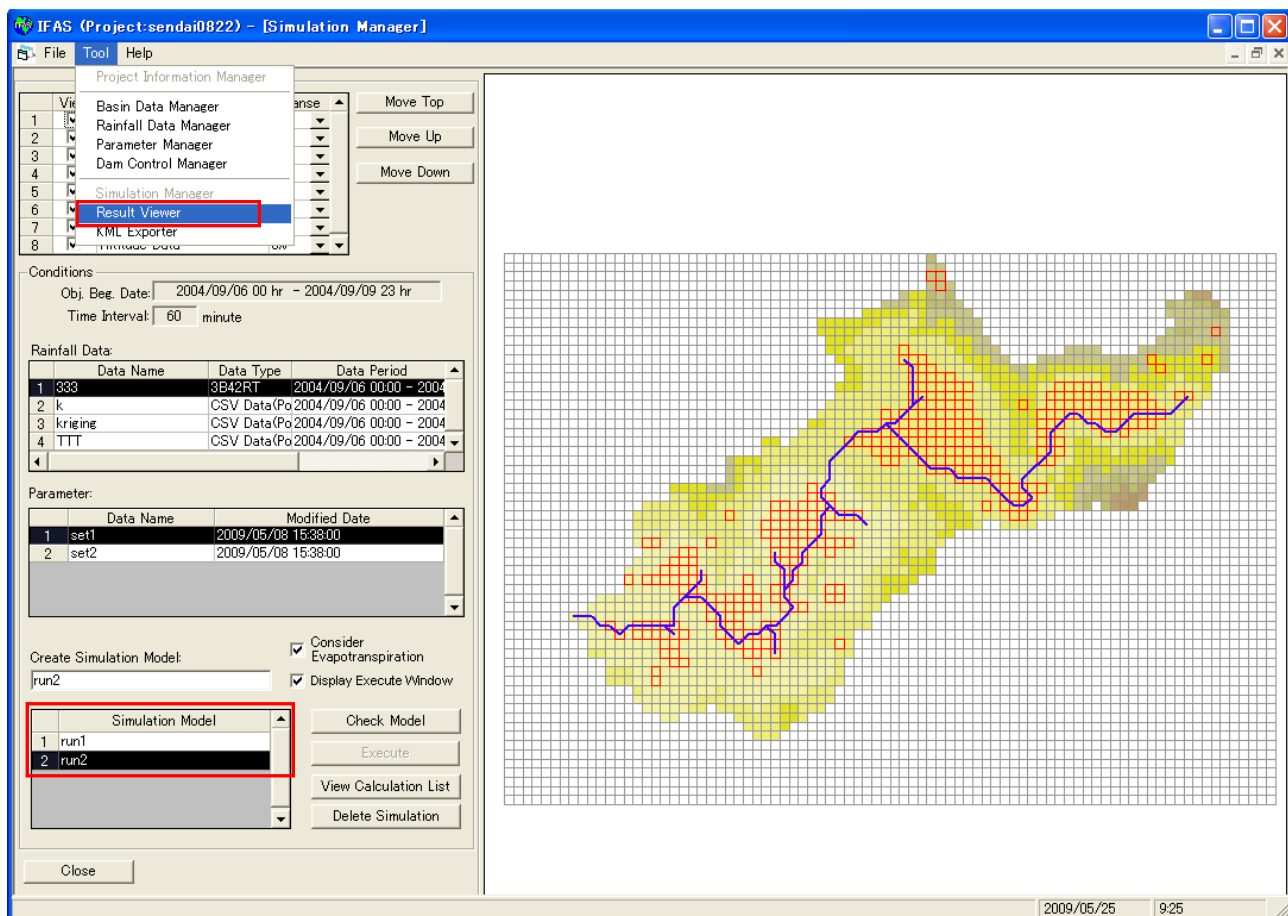 IFAS (Project:sendai0822) - [Simulation Manager]
File Tool Help
Project Information Manager
Basin Data Manager
Rainfall Data Manager
Parameter Manager
Dam Control Manager
Simulation Manager
Result Viewer
KML Exporter
Move Top
Move Up
Move Down
1
2
3
4
5
6
7
8
Conditions
Obj. Beg. Date: 2004/09/06 00 hr - 2004/09/09 23 hr
Time Interval: 60 minute
Rainfall Data:
Data Name Data Type Data Period
1 333 3B42RT 2004/09/06 00:00 - 2004
2 k CSV Data(Po 2004/09/06 00:00 - 2004
3 kriging CSV Data(Po 2004/09/06 00:00 - 2004
4 TTT CSV Data(Po 2004/09/06 00:00 - 2004
Parameter:
Data Name Modified Date
1 set1 2009/05/08 15:38:00
2 set2 2009/05/08 15:38:00
Create Simulation Model:
Consider
Evapotranspiration
run2
Display Execute Window
Simulation Model
1 run1
2 run2
Check Model
Execute
View Calculation List
Delete Simulation
Close
2009/05/25 9:25